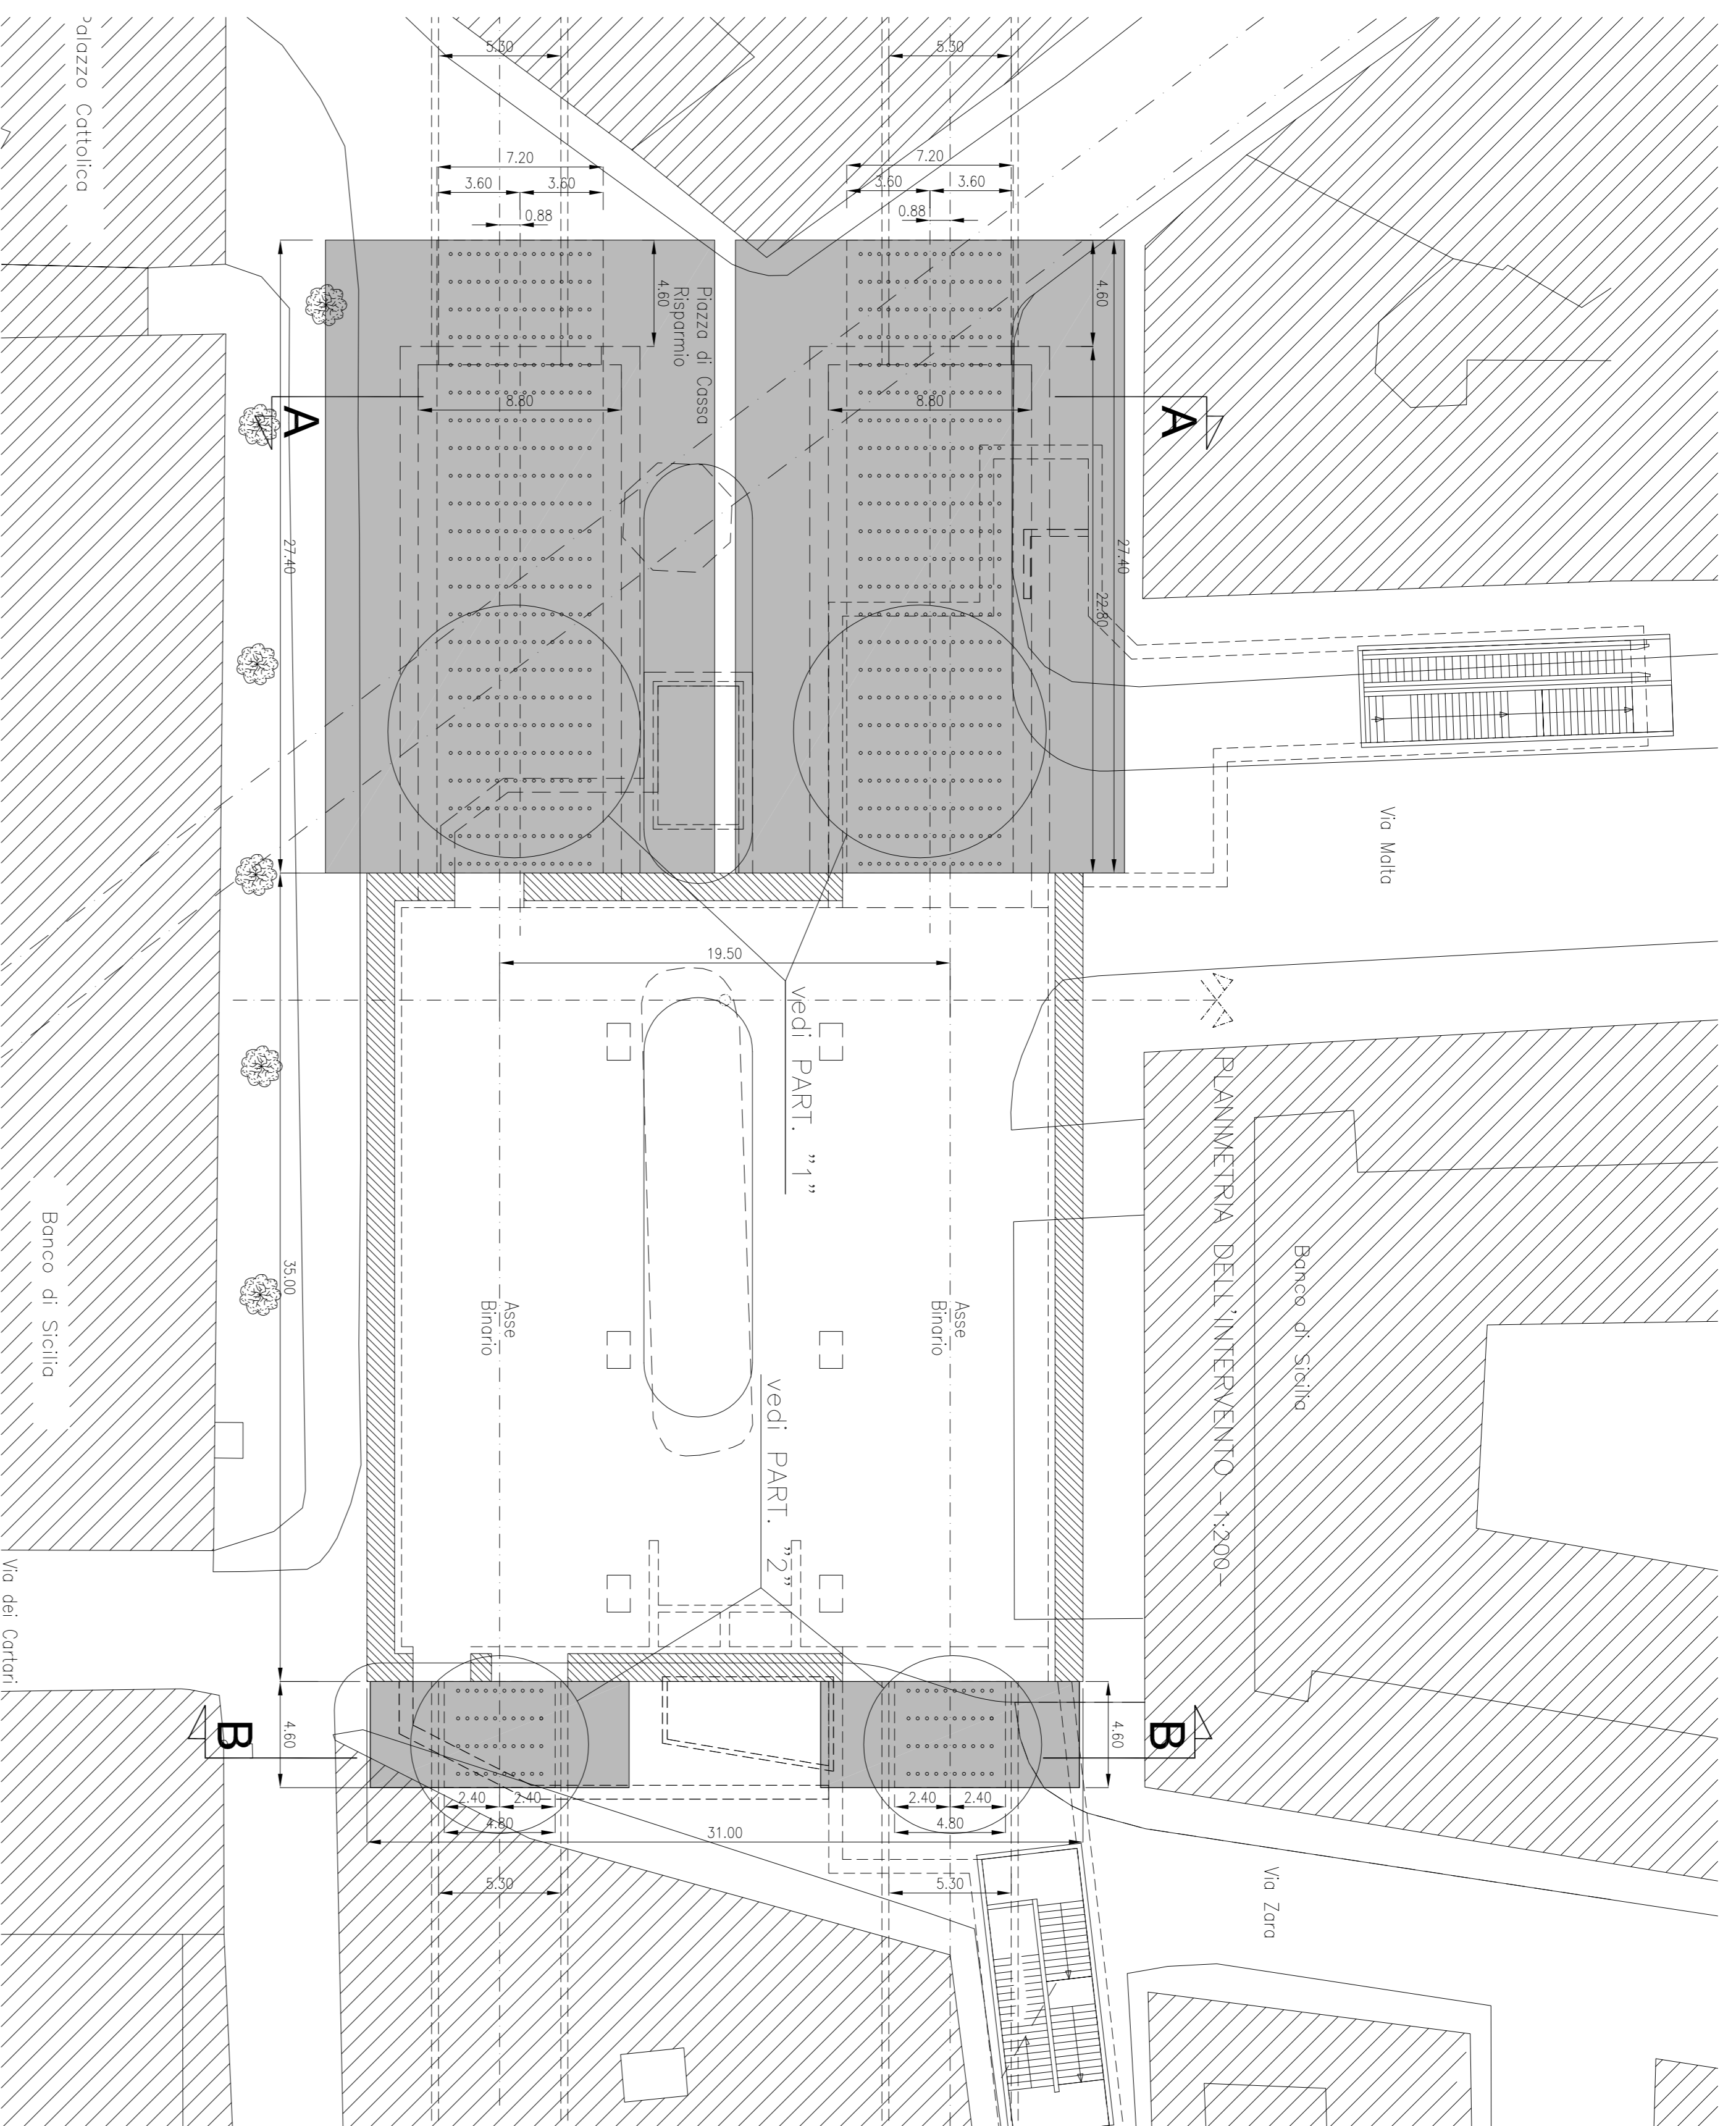 Palazzo Cattolica
5.30
5.30
7.20
7.20
3.60
3.60
3.60
3.60
0.88
0.88
4.60
Piazza di Cassa
Risparmio
4.60
A
8.80
8.80
A
27.40
27.40
22.80
Via Malta
19.50
vedi PART. "1"
PLANIMETRIA DELL'INTERVENTO -1:200-
Banco di Sicilia
Banco di Sicilia
35.00
Asse
Binario
Asse
Binario
vedi PART. "2"
Via dei Cartari
B
4.60
4.60
B
2.40
2.40
2.40
2.40
4.80
4.80
31.00
5.30
5.30
Via Zara